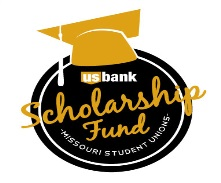 usbank
Scholarship
Fund
·MISSOURI STUDENT UNIONS·